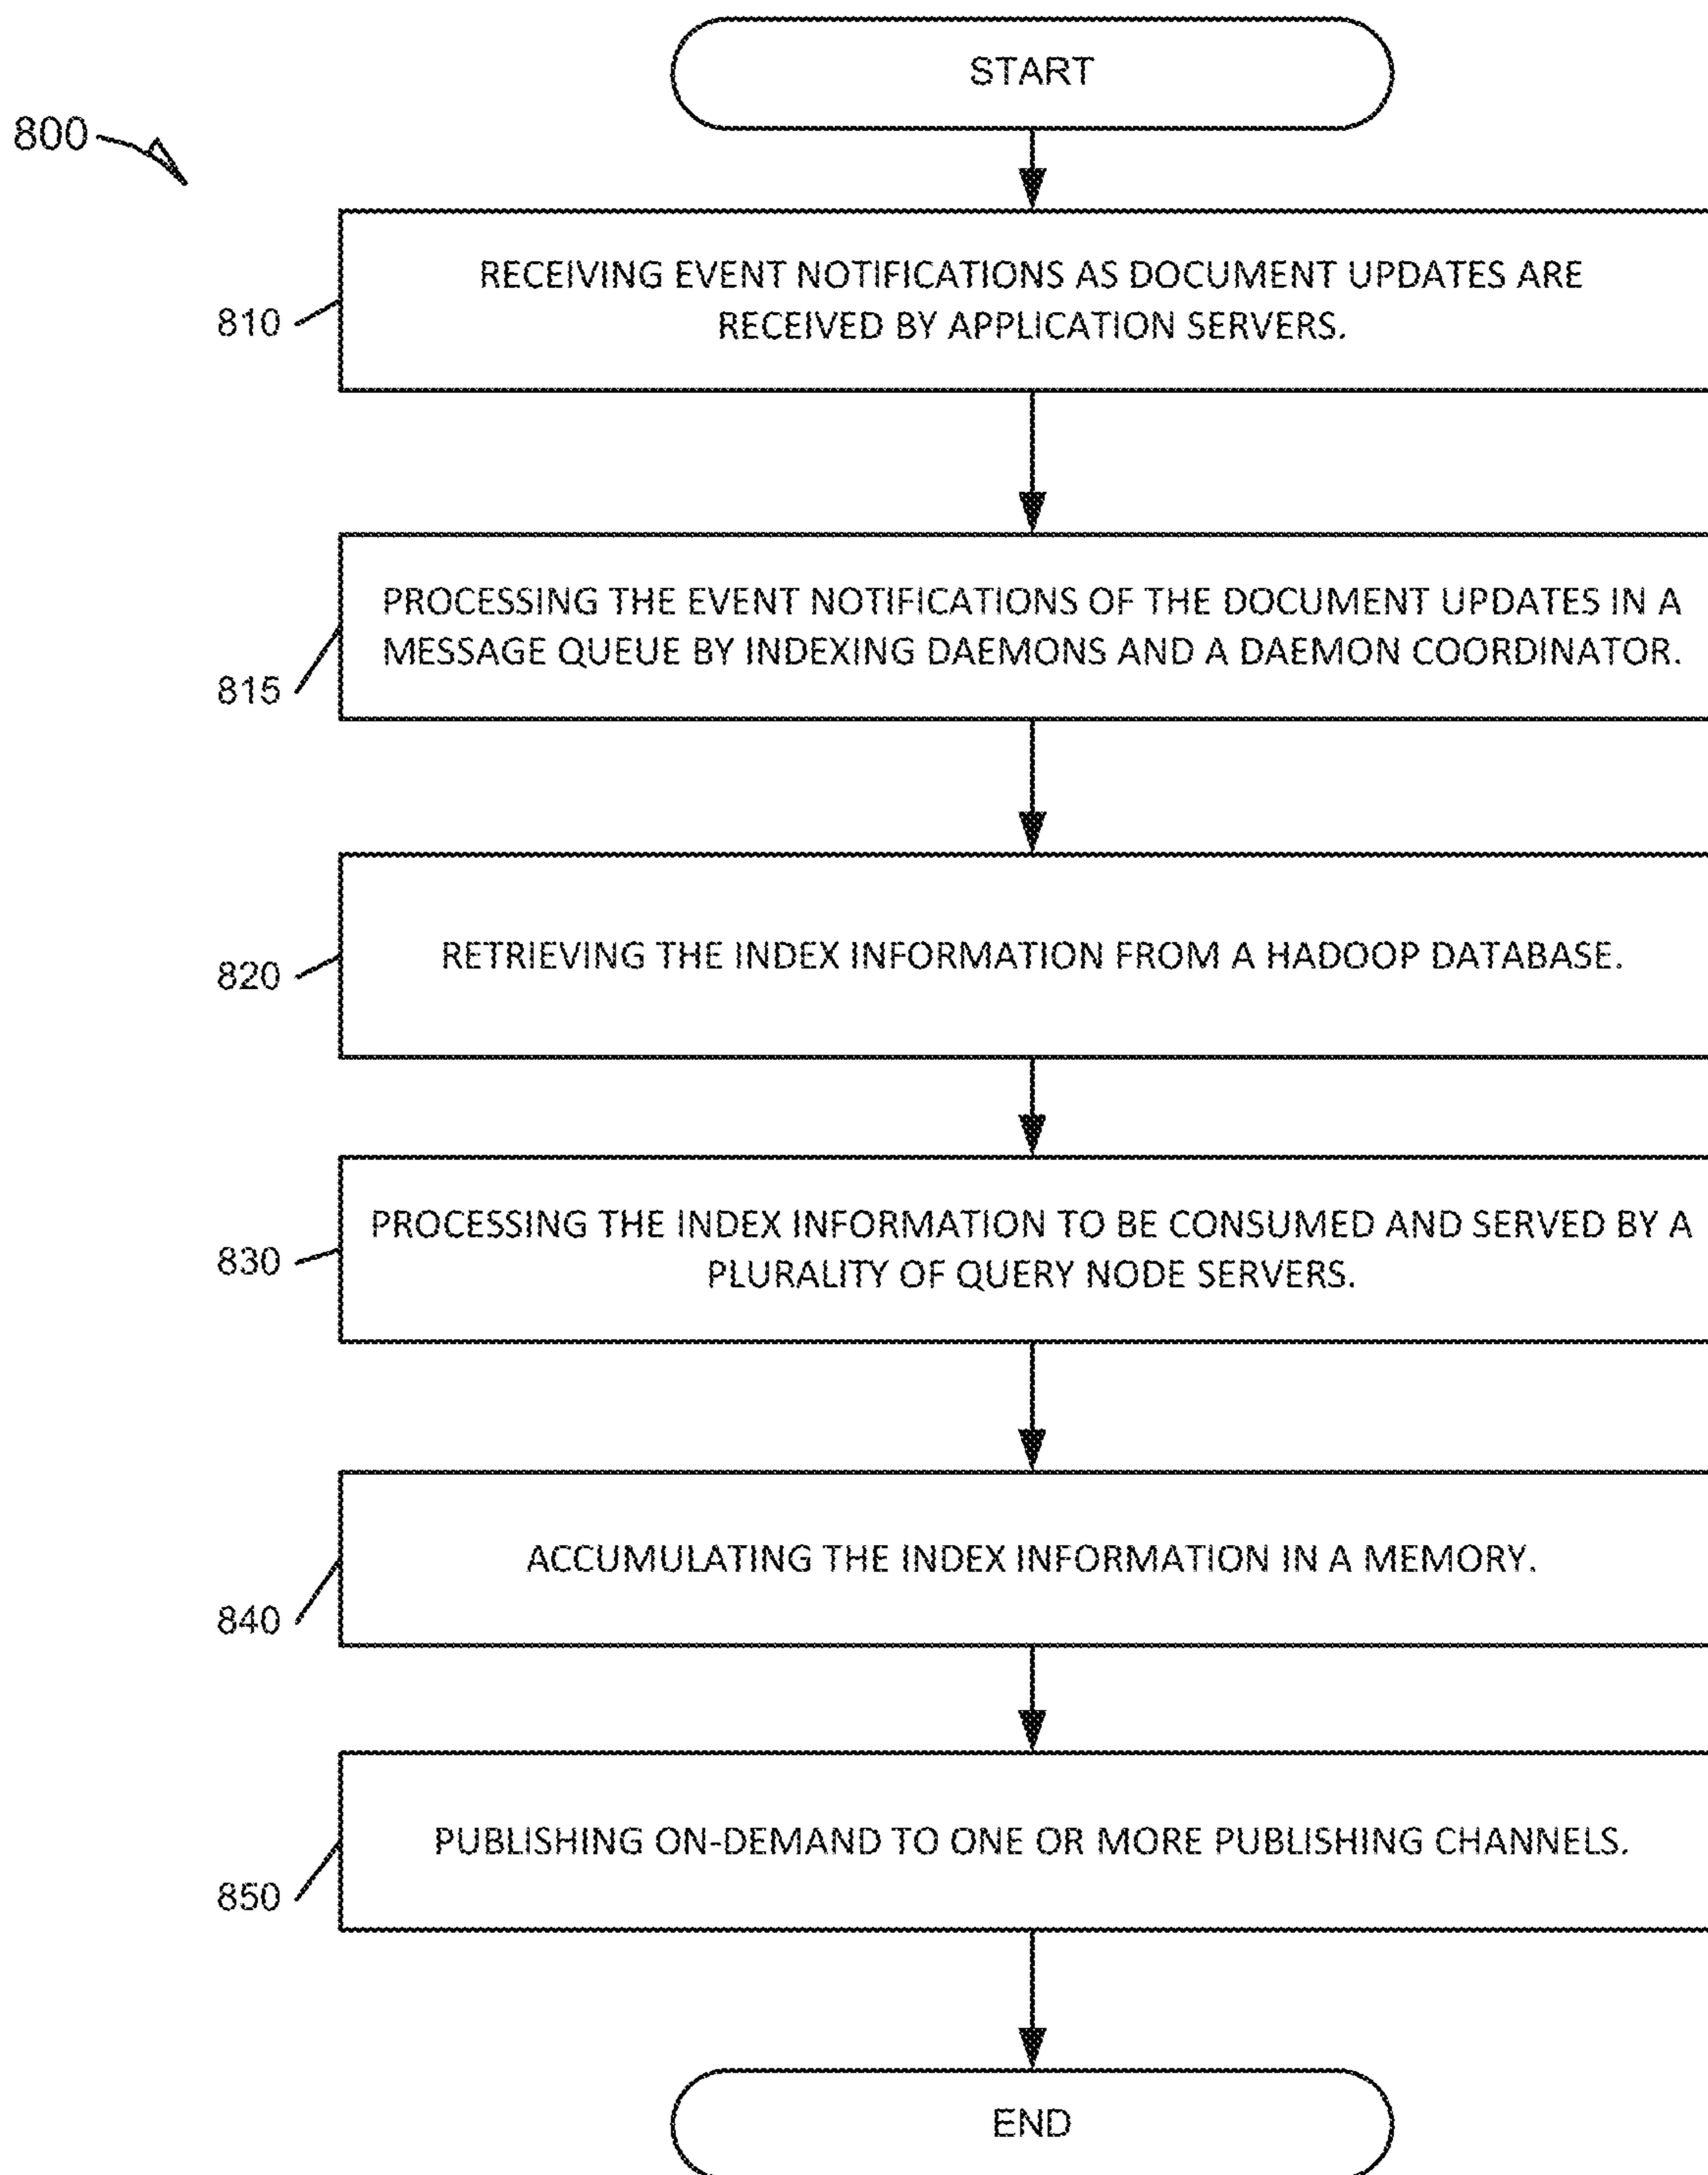 START
800
RECEIVING EVENT NOTIFICATIONS AS DOCUMENT UPDATES ARE
RECEIVED BY APPLICATION SERVERS.
810
PROCESSING THE EVENT NOTIFICATIONS OF THE DOCUMENT UPDATES IN A
MESSAGE QUEUE BY INDEXING DAEMONS AND A DAEMON COORDINATOR.
815
RETRIEVING THE INDEX INFORMATION FROM A HADOOP DATABASE.
820
PROCESSING THE INDEX INFORMATION TO BE CONSUMED AND SERVED BY A
PLURALITY OF QUERY NODE SERVERS.
830
ACCUMULATING THE INDEX INFORMATION IN A MEMORY.
840
PUBLISHING ON-DEMAND TO ONE OR MORE PUBLISHING CHANNELS.
850
END